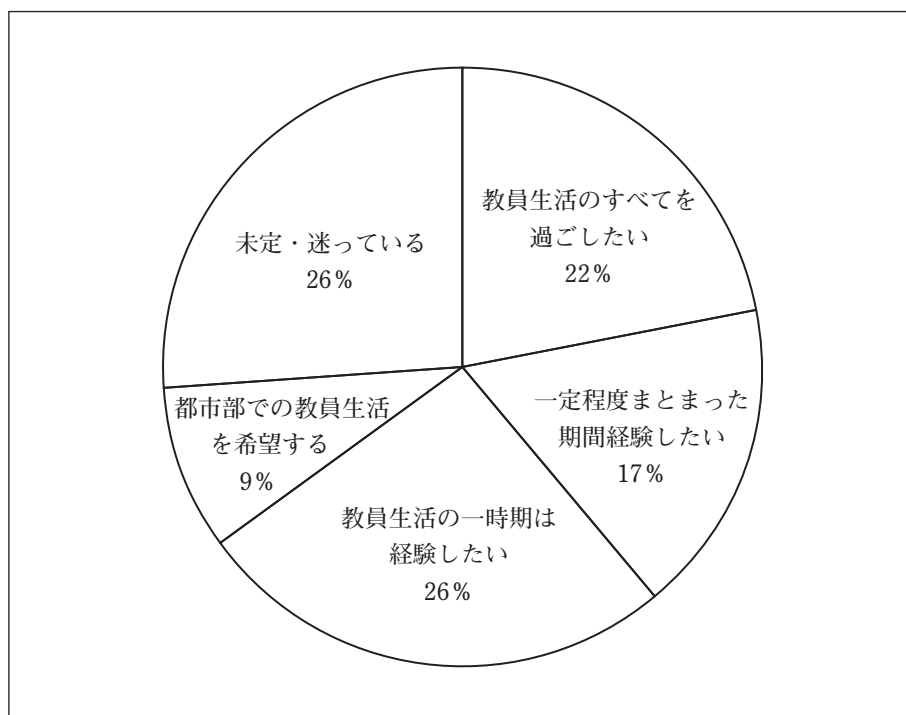 教員生活のすべてを
過ごしたい
22%
一定程度まとまった
期間経験したい
17%
教員生活の一時期は
経験したい
26%
都市部での教員生活
を希望する
9%
未定・迷っている
26%